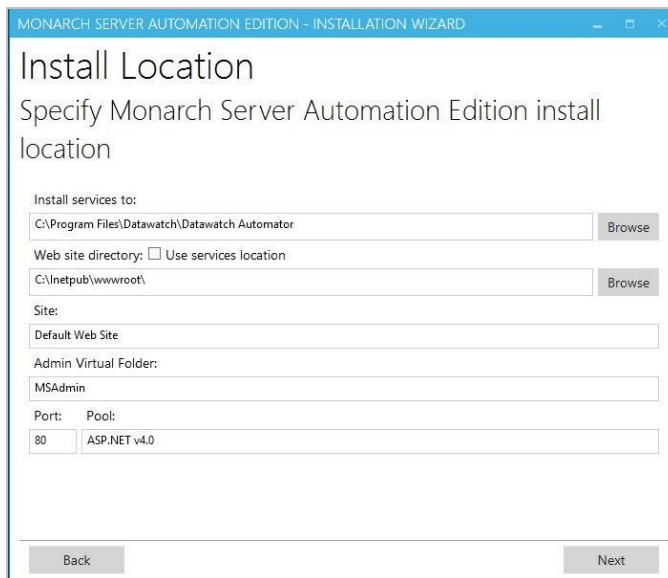 MONARCH SERVER AUTOMATION EDITION - INSTALLATION WIZARD
Install Location
Specify Monarch Server Automation Edition install
location
Install services to:
C:\Program Files\Datawatch\Datawatch Automator
Browse
Web site directory: Use services location
C:\Inetpub\wwwroot\
Browse
Site:
Default Web Site
Admin Virtual Folder:
MSAdmin
Port: Pool:
80 ASP.NET v4.0
Back Next